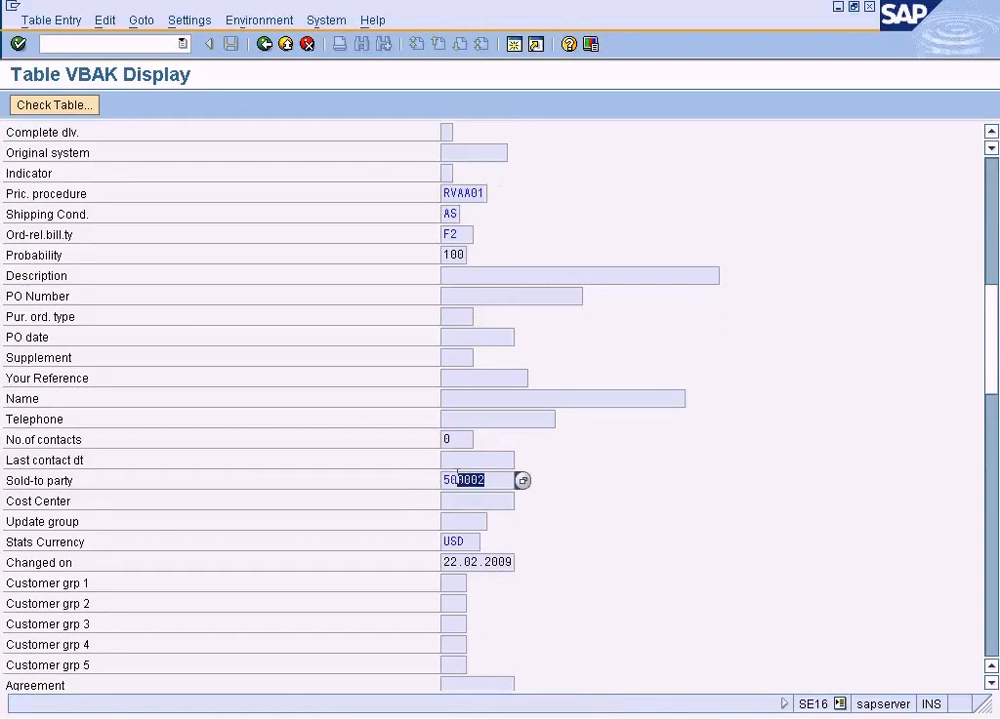 Table Entry Edit Goto Settings Environment System Help
SAP
Table VBAK Display
Check Table...
Complete dlv.
Original system
Indicator
Pric. procedure RVAA01
Shipping Cond. AS
Ord-rel.bill.ty F2
Probability 100
Description
PO Number
Pur. ord. type
PO date
Supplement
Your Reference
Name
Telephone
No.of contacts 0
Last contact dt
Sold-to party 500002
Cost Center
Update group
Stats Currency USD
Changed on 22.02.2009
Customer grp 1
Customer grp 2
Customer grp 3
Customer grp 4
Customer grp 5
Agreement
SE16 sapserver INS